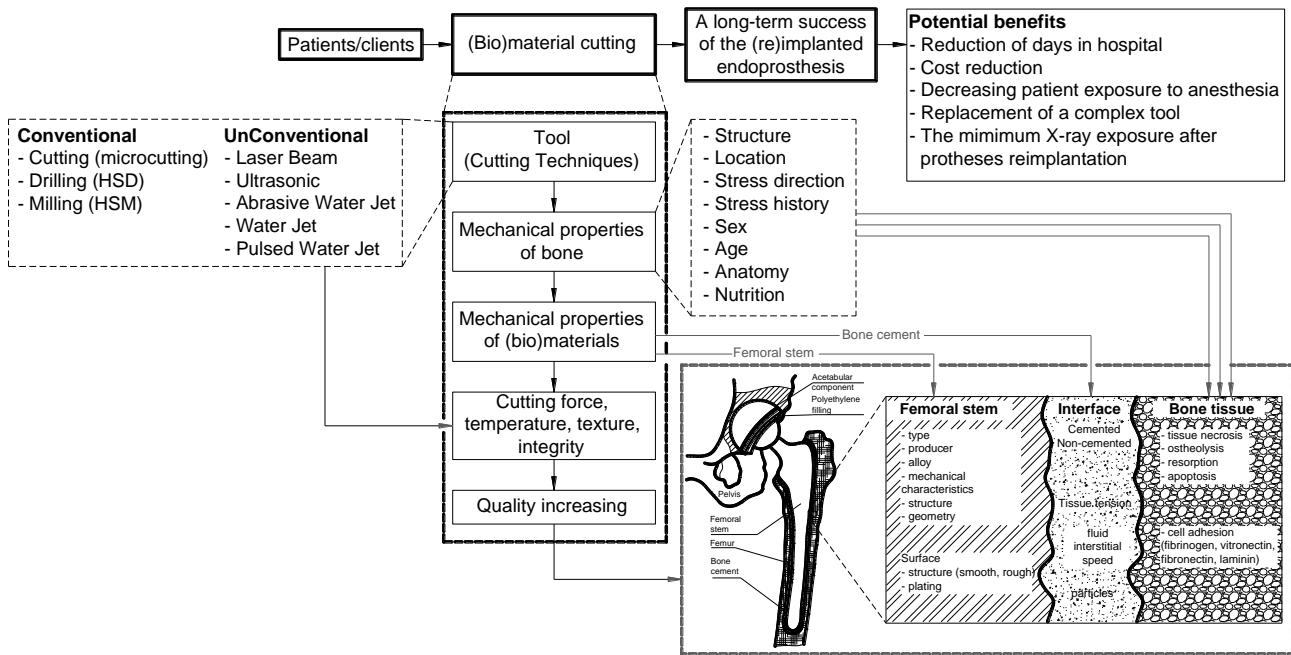 Patients/clients
(Bio)material cutting
A long-term success
of the (re)implanted
endoprosthesis
Potential benefits
- Reduction of days in hospital
- Cost reduction
- Decreasing patient exposure to anesthesia
- Replacement of a complex tool
- The mimimum X-ray exposure after
protheses reimplantation
Conventional
- Cutting (microcutting)
- Drilling (HSD)
- Milling (HSM)
UnConventional
- Laser Beam
- Ultrasonic
- Abrasive Water Jet
- Water Jet
- Pulsed Water Jet
Tool
(Cutting Techniques)
Mechanical properties
of bone
Mechanical properties
of (bio)materials
Cutting force,
temperature, texture,
integrity
Quality increasing
- Structure
- Location
- Stress direction
- Stress history
- Sex
- Age
- Anatomy
- Nutrition
Bone cement
Femoral stem
Acetabular
component
Polyethylene
filling
Pelvis
Femoral
stem
Femur
Bone
cement
Femoral stem
- type
- producer
- alloy
- mechanical
characteristics
- structure
- geometry
Surface
- structure (smooth, rough)
- plating
Interface
Cemented
Non-cemented
Tissue tension
fluid
interstitial
speed
particles
Bone tissue
- tissue necrosis
- ostheolysis
- resorption
- apoptosis
- cell adhesion
(fibrinogen, vitronectin,
fibronectin, laminin)